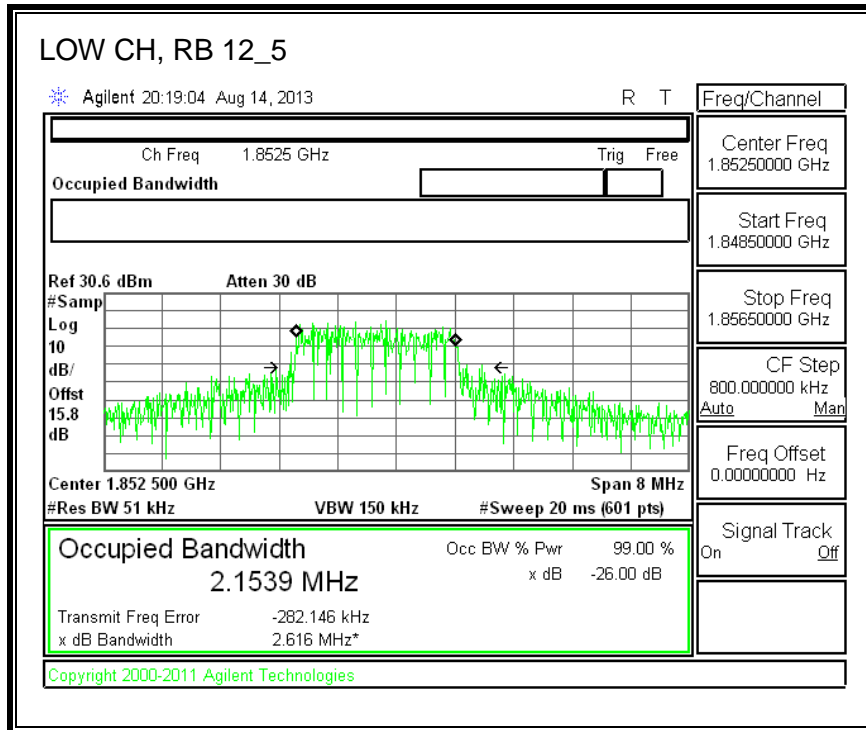 LOW CH, RB 12_5
Agilent 20:19:04 Aug 14, 2013 R T
Freq/Channel
Ch Freq 1.8525 GHz Trig Free
Occupied Bandwidth
Center Freq
1.85250000 GHz
Start Freq
1.84850000 GHz
Stop Freq
1.85650000 GHz
CF Step
800.000000 kHz
Auto Man
Freq Offset
0.00000000 Hz
Signal Track
On Off
Ref 30.6 dBm Atten 30 dB
#Samp
Log
10
dB/
Offst
15.8
dB
Center 1.852 500 GHz Span 8 MHz
#Res BW 51 kHz VBW 150 kHz #Sweep 20 ms (601 pts)
Occupied Bandwidth Occ BW % Pwr 99.00 %
2.1539 MHz x dB -26.00 dB
Transmit Freq Error -282.146 kHz
x dB Bandwidth 2.616 MHz*
Copyright 2000-2011 Agilent Technologies